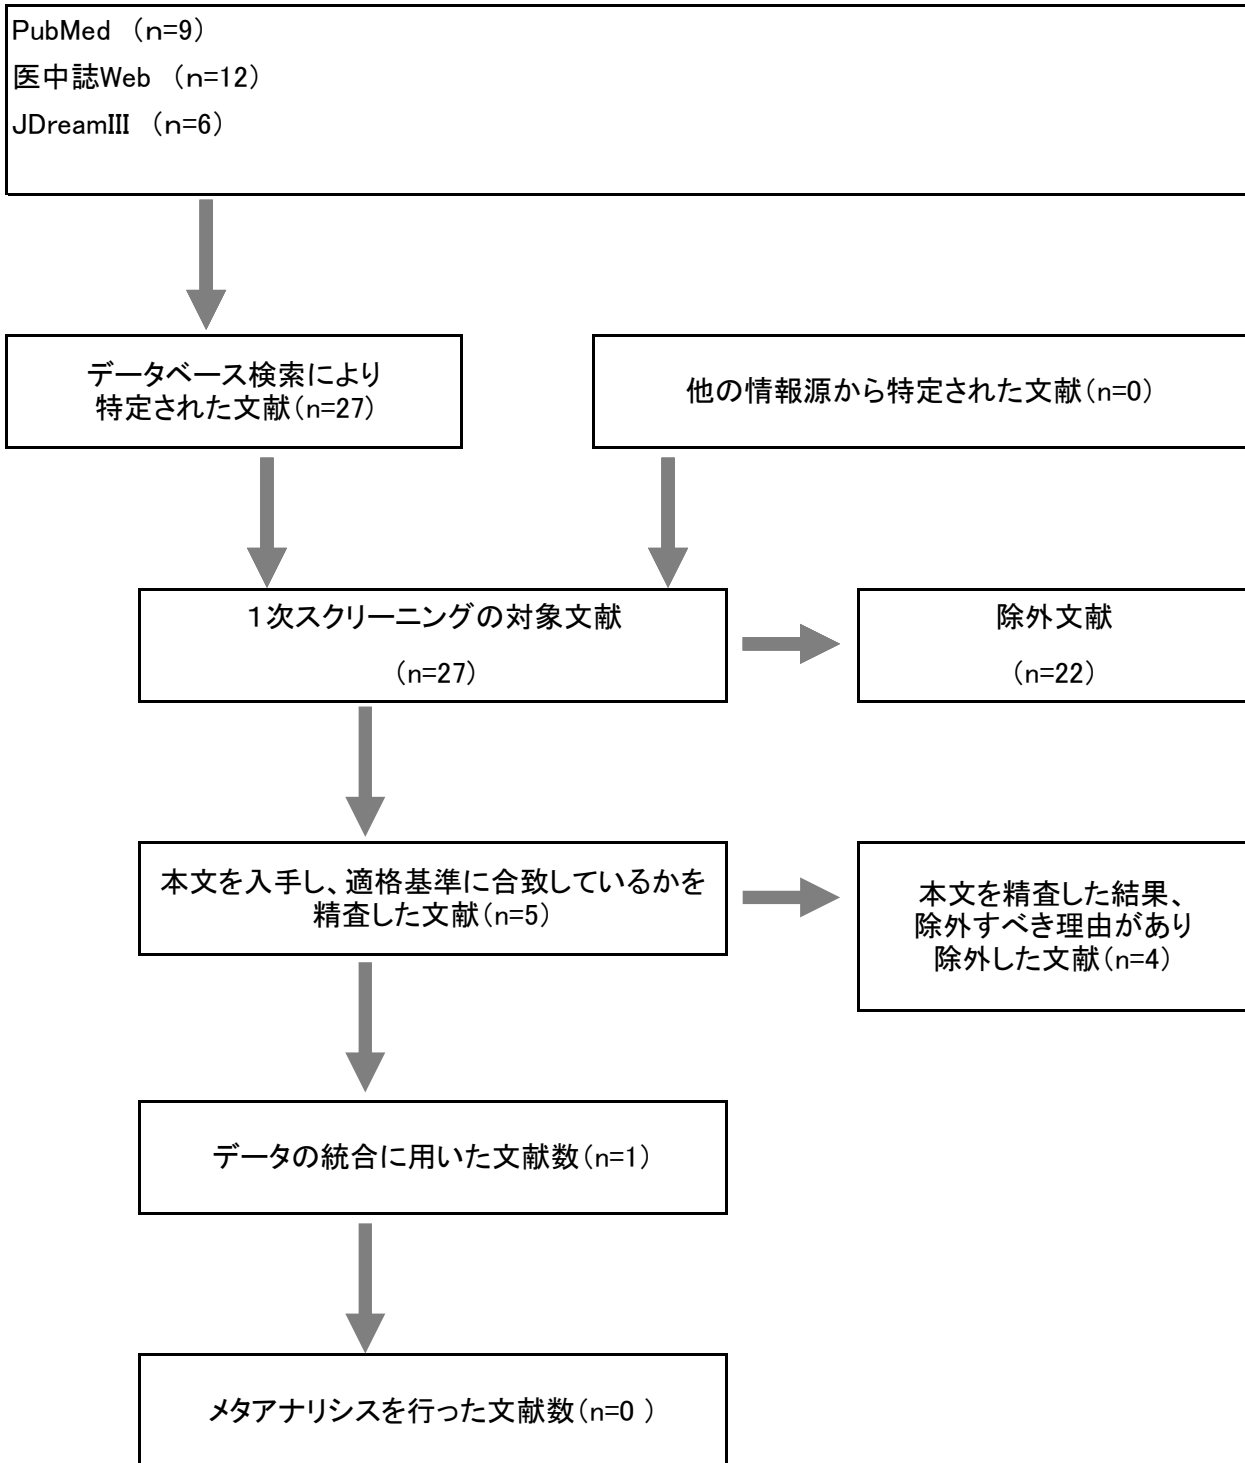 PubMed （n=9）
医中誌Web （n=12）
JDreamⅢ （n=6）
データベース検索により
特定された文献（n=27）
他の情報源から特定された文献（n=0）
１次スクリーニングの対象文献
（n=27）
除外文献
（n=22）
本文を入手し、適格基準に合致しているかを
精査した文献（n=5）
本文を精査した結果、
除外すべき理由があり
除外した文献（n=4）
データの統合に用いた文献数（n=1）
メタアナリシスを行った文献数（n=0 ）